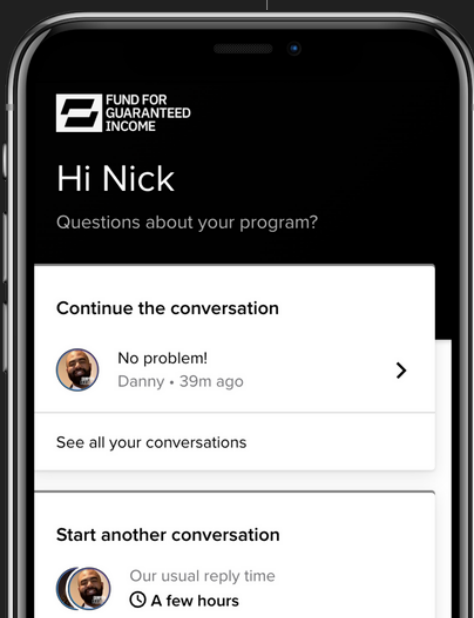 FUND FOR
GUARANTEED
INCOME
Hi Nick
Questions about your program?
Continue the conversation
No problem!
Danny • 39m ago
See all your conversations
Start another conversation
Our usual reply time
A few hours